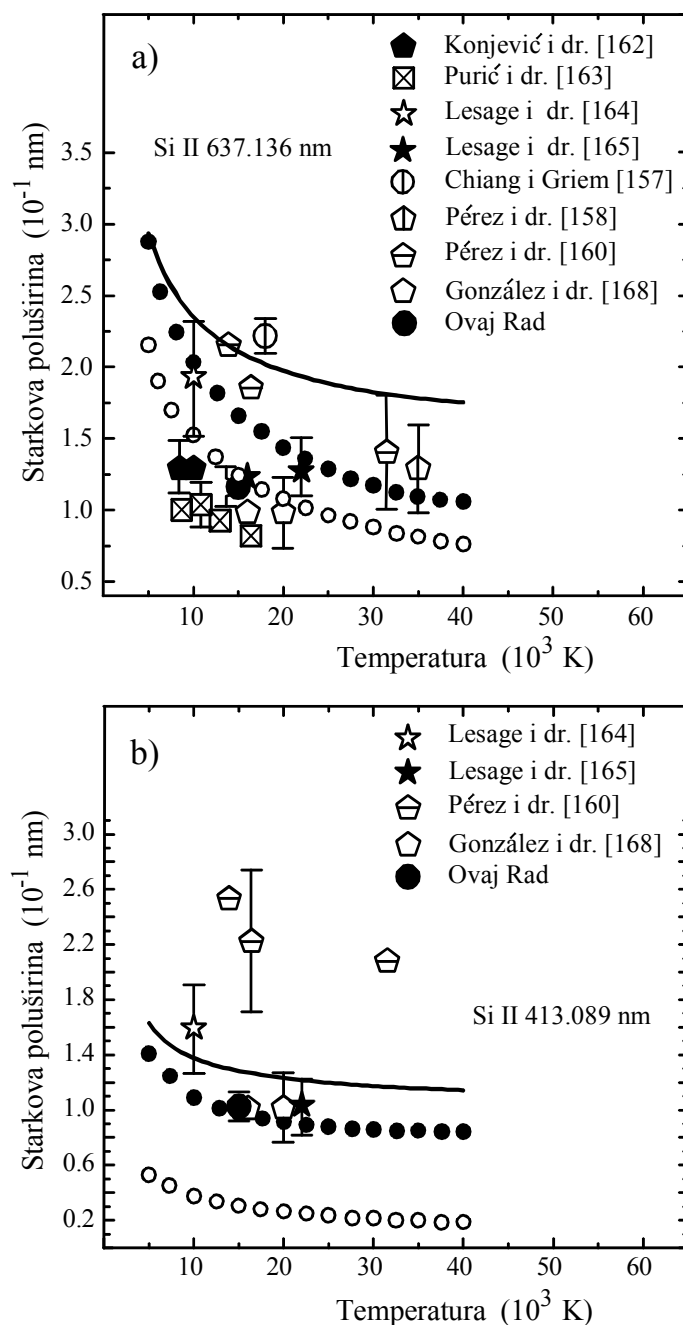 a)
Konjević i dr. [162]
Purić i dr. [163]
Lesage i dr. [164]
Lesage i dr. [165]
Chiang i Griem [157]
Pérez i dr. [158]
Pérez i dr. [160]
González i dr. [168]
Ovaj Rad
Si II 637.136 nm
Starkova poluširina (10⁻¹ nm)
3.5
3.0
2.5
2.0
1.5
1.0
0.5
10 20 30 40 50 60
Temperatura (10³ K)
b)
Lesage i dr. [164]
Lesage i dr. [165]
Pérez i dr. [160]
González i dr. [168]
Ovaj Rad
Si II 413.089 nm
Starkova poluširina (10⁻¹ nm)
3.0
2.6
2.2
1.8
1.4
1.0
0.6
0.2
10 20 30 40 50 60
Temperatura (10³ K)